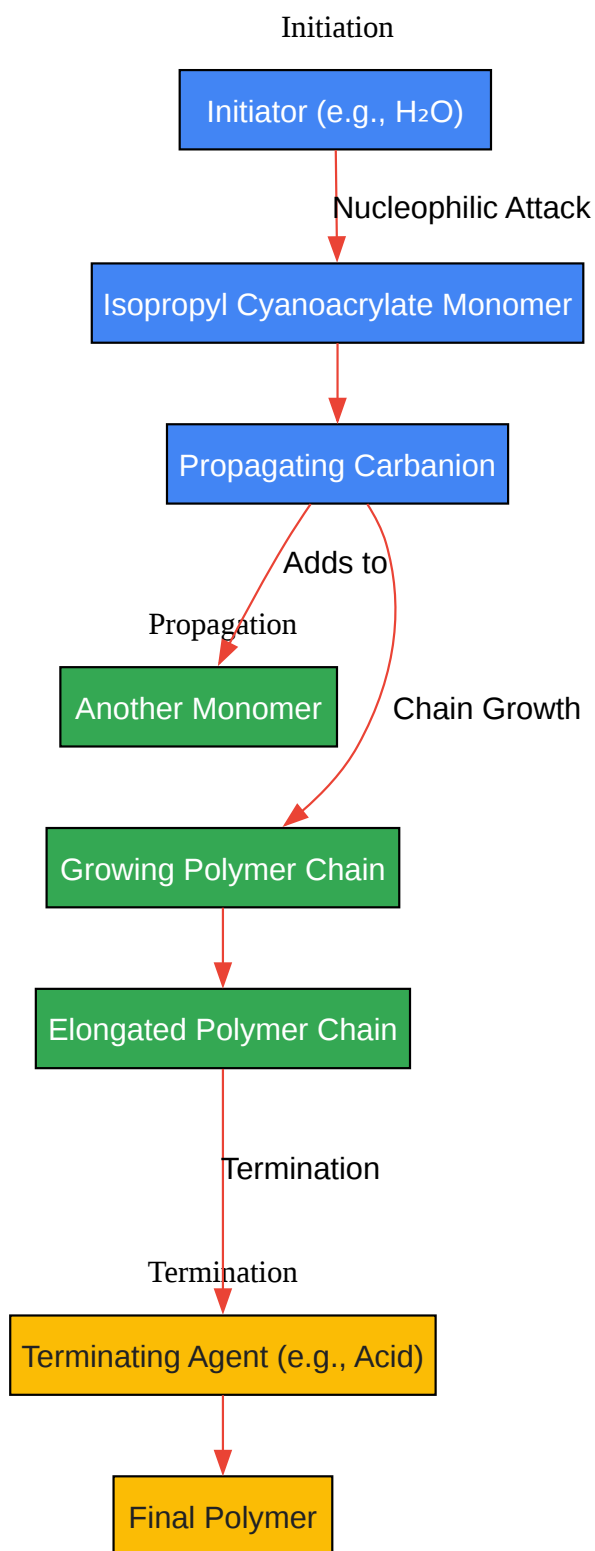 Initiation
Initiator (e.g., H₂O)
Nucleophilic Attack
Isopropyl Cyanoacrylate Monomer
Propagating Carbanion
Adds to
Propagation
Another Monomer
Chain Growth
Growing Polymer Chain
Elongated Polymer Chain
Termination
Termination
Terminating Agent (e.g., Acid)
Final Polymer